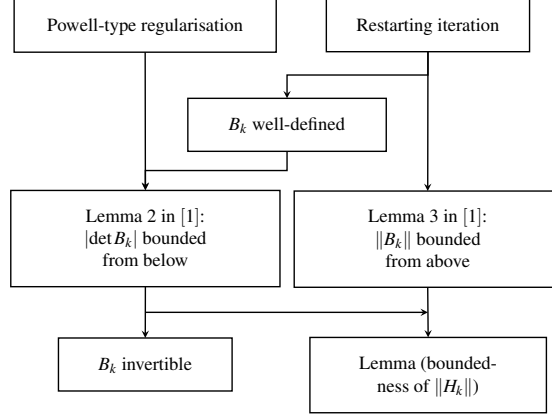 Powell-type regularisation
Restarting iteration
B_k well-defined
Lemma 2 in [1]:
|det B_k| bounded
from below
Lemma 3 in [1]:
‖B_k‖ bounded
from above
B_k invertible
Lemma (bounded-
ness of ‖H_k‖)